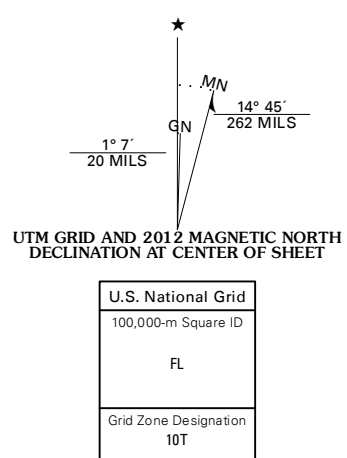 ★
MN
GN
14° 45´
262 MILS
1° 7´
20 MILS
UTM GRID AND 2012 MAGNETIC NORTH
DECLINATION AT CENTER OF SHEET
U.S. National Grid
100,000-m Square ID
FL
Grid Zone Designation
10T